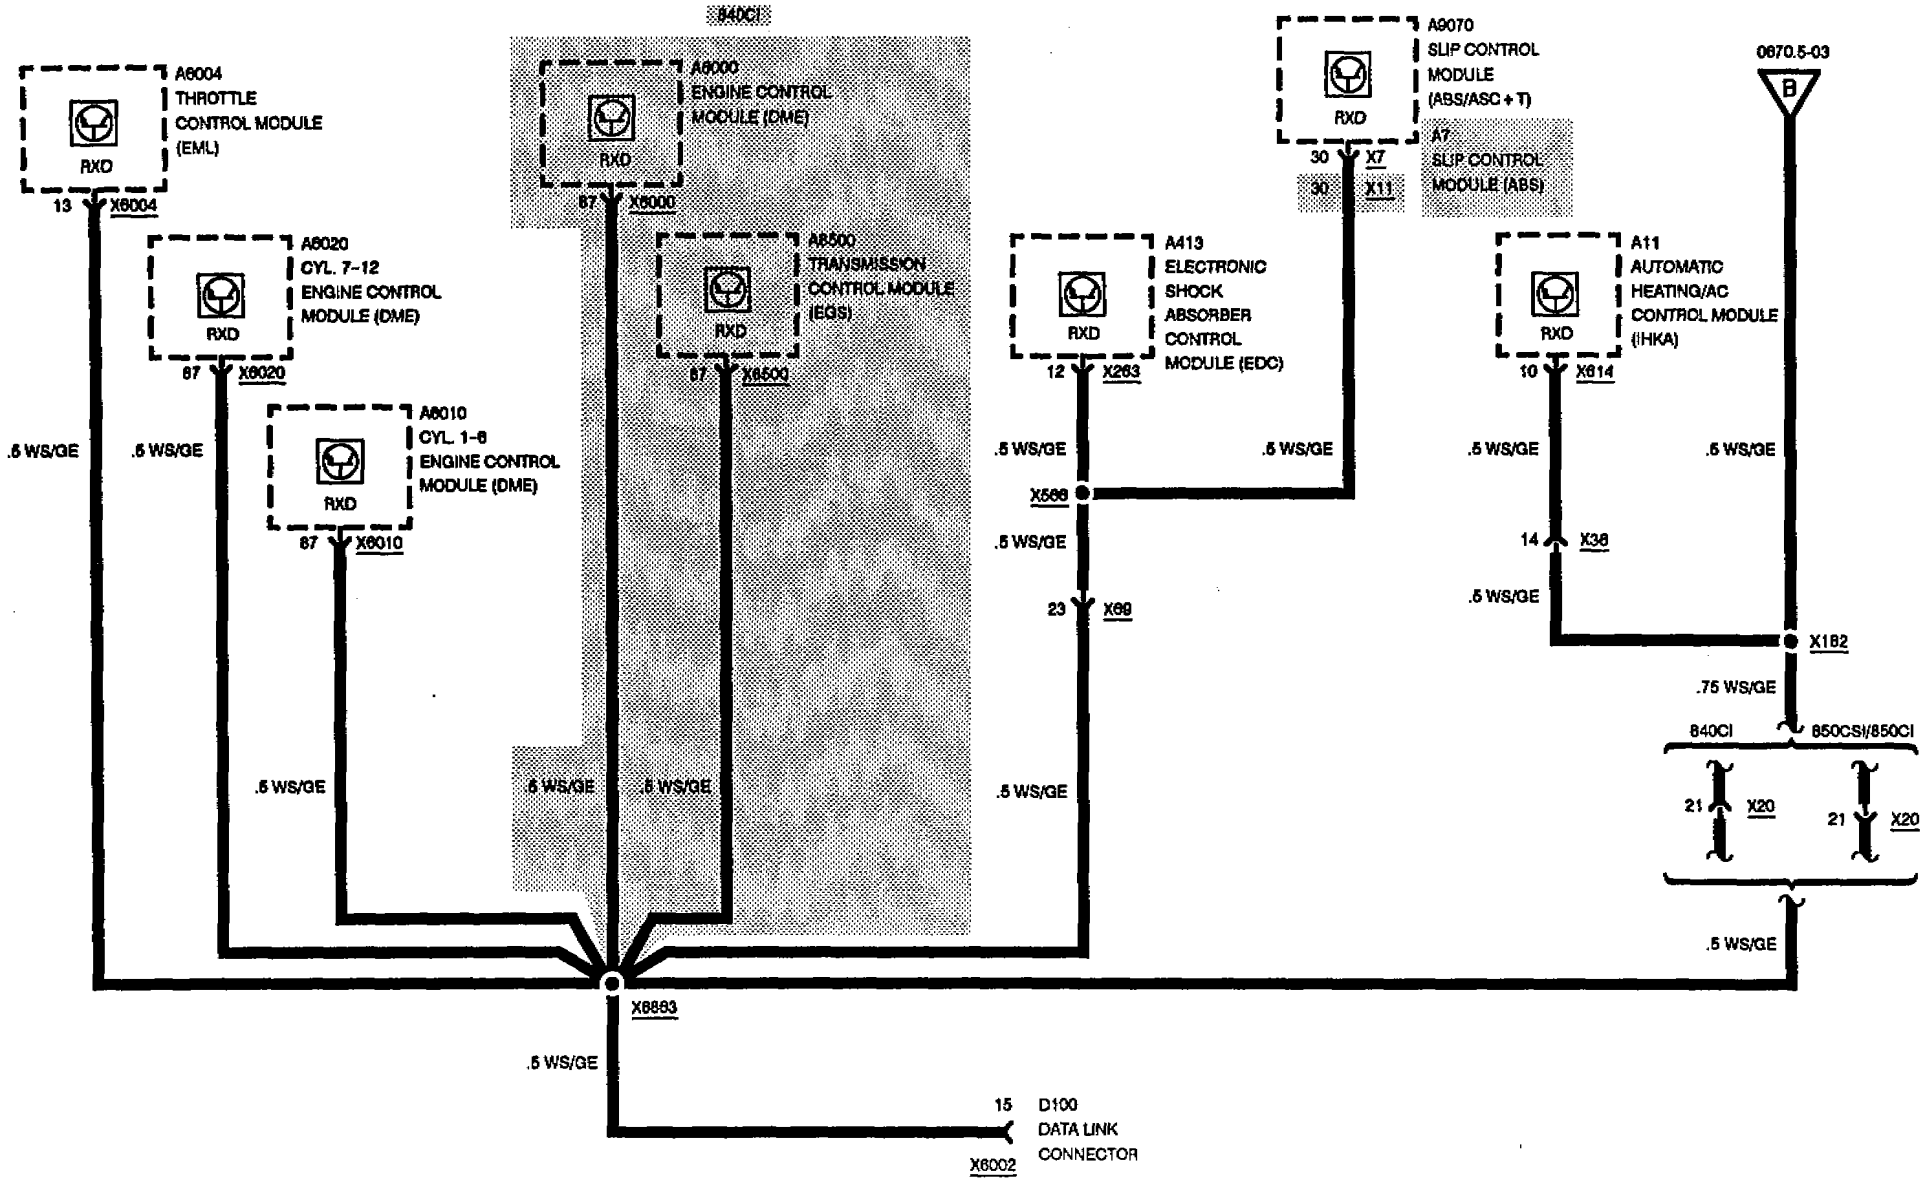 840CI
A6004
THROTTLE
CONTROL MODULE
(EML)
RXD
13 X6004
A6020
CYL. 7-12
ENGINE CONTROL
MODULE (DME)
RXD
87 X6020
A6010
CYL. 1-6
ENGINE CONTROL
MODULE (DME)
RXD
87 X6010
A6000
ENGINE CONTROL
MODULE (DME)
RXD
87 X6000
A8500
TRANSMISSION
CONTROL MODULE
(EGS)
RXD
87 X6500
A413
ELECTRONIC
SHOCK
ABSORBER
CONTROL
MODULE (EDC)
RXD
12 X263
A9070
SLIP CONTROL
MODULE
(ABS/ASC + T)
RXD
30 X7
30 X11
A7
SLIP CONTROL
MODULE (ABS)
A11
AUTOMATIC
HEATING/AC
CONTROL MODULE
(IHKA)
RXD
10 X614
0670.5-03
B
.5 WS/GE
.5 WS/GE
.5 WS/GE
.5 WS/GE
.5 WS/GE
.5 WS/GE
X566
.5 WS/GE
14 X36
.5 WS/GE
23 X69
X182
.75 WS/GE
840CI
850CSI/850CI
.5 WS/GE
.5 WS/GE
.5 WS/GE
.5 WS/GE
21 X20
21 X20
.5 WS/GE
X6863
.5 WS/GE
15 D100
DATA LINK
CONNECTOR
X6002